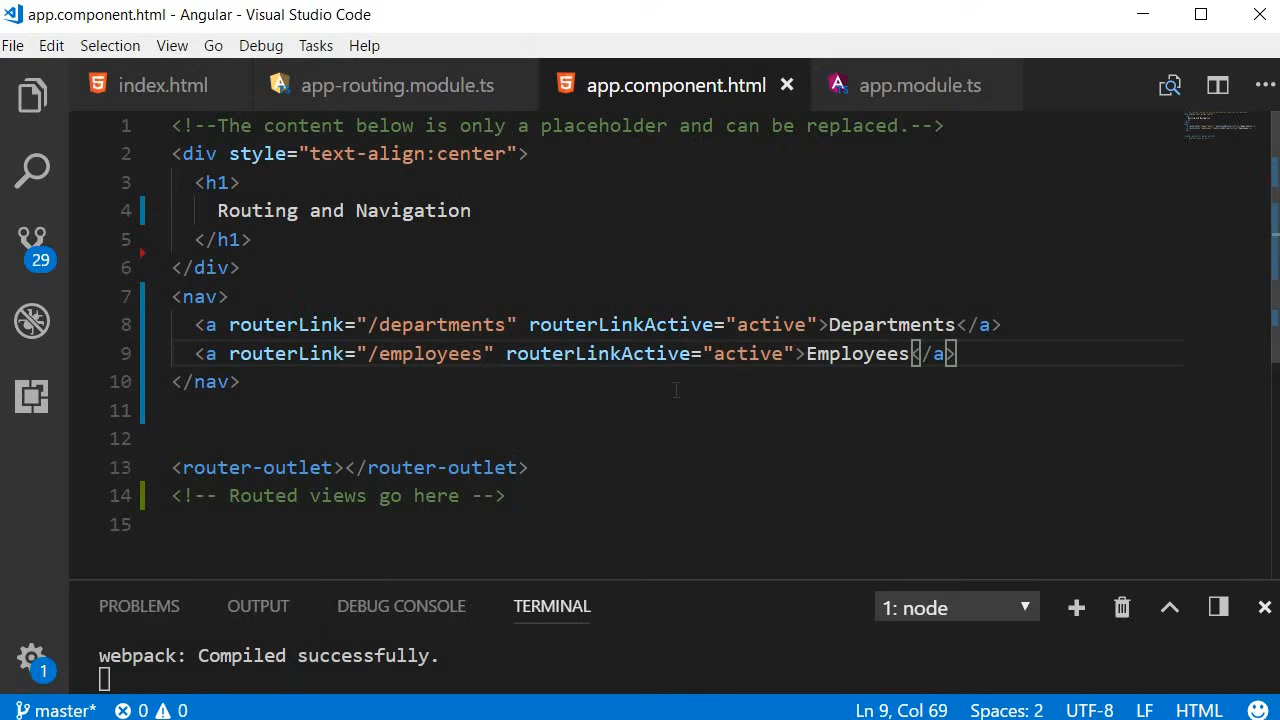 app.component.html - Angular - Visual Studio Code
File Edit Selection View Go Debug Tasks Help
index.html app-routing.module.ts app.component.html app.module.ts
1 <!--The content below is only a placeholder and can be replaced.-->
2 <div style="text-align:center">
3 <h1>
4 Routing and Navigation
5 </h1>
6 </div>
7 <nav>
8 <a routerLink="/departments" routerLinkActive="active">Departments</a>
9 <a routerLink="/employees" routerLinkActive="active">Employees</a>
10 </nav>
11
12
13 <router-outlet></router-outlet>
14 <!-- Routed views go here -->
15
29
1
PROBLEMS OUTPUT DEBUG CONSOLE TERMINAL 1: node
webpack: Compiled successfully.
master* 0 0 Ln 9, Col 69 Spaces: 2 UTF-8 LF HTML